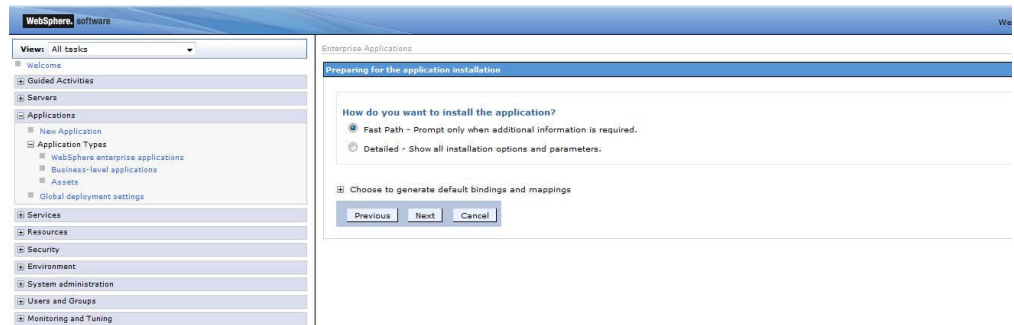 WebSphere. software
We
View: All tasks
Welcome
Guided Activities
Servers
Applications
New Application
Application Types
WebSphere enterprise applications
Business-level applications
Assets
Global deployment settings
Services
Resources
Security
Environment
System administration
Users and Groups
Monitoring and Tuning
Enterprise Applications
Preparing for the application installation
How do you want to install the application?
Fast Path - Prompt only when additional information is required.
Detailed - Show all installation options and parameters.
Choose to generate default bindings and mappings
Previous Next Cancel